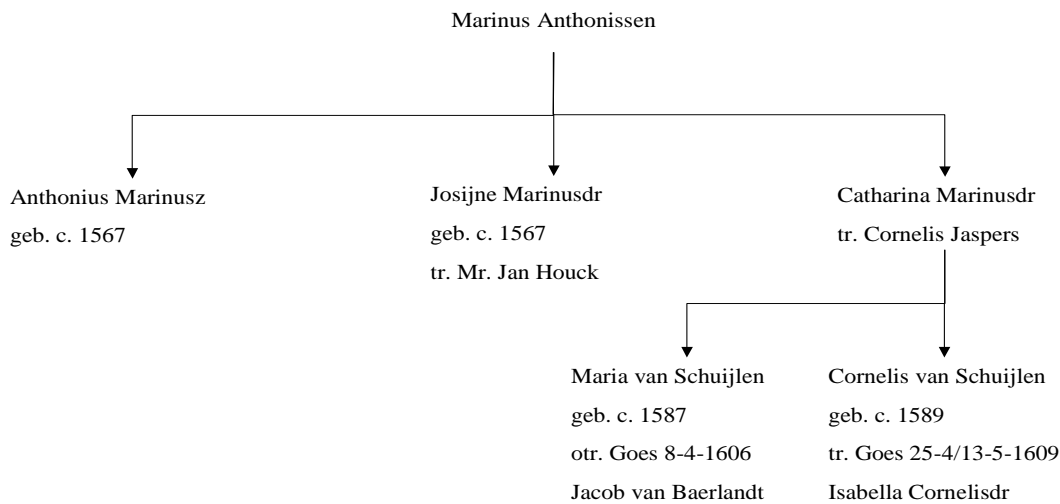 Marinus Anthonissen
Anthonius Marinusz
geb. c. 1567
Josijne Marinusdr
geb. c. 1567
tr. Mr. Jan Houck
Catharina Marinusdr
tr. Cornelis Jaspers
Maria van Schuijlen
geb. c. 1587
otr. Goes 8-4-1606
Jacob van Baerlandt
Cornelis van Schuijlen
geb. c. 1589
tr. Goes 25-4/13-5-1609
Isabella Cornelisdr